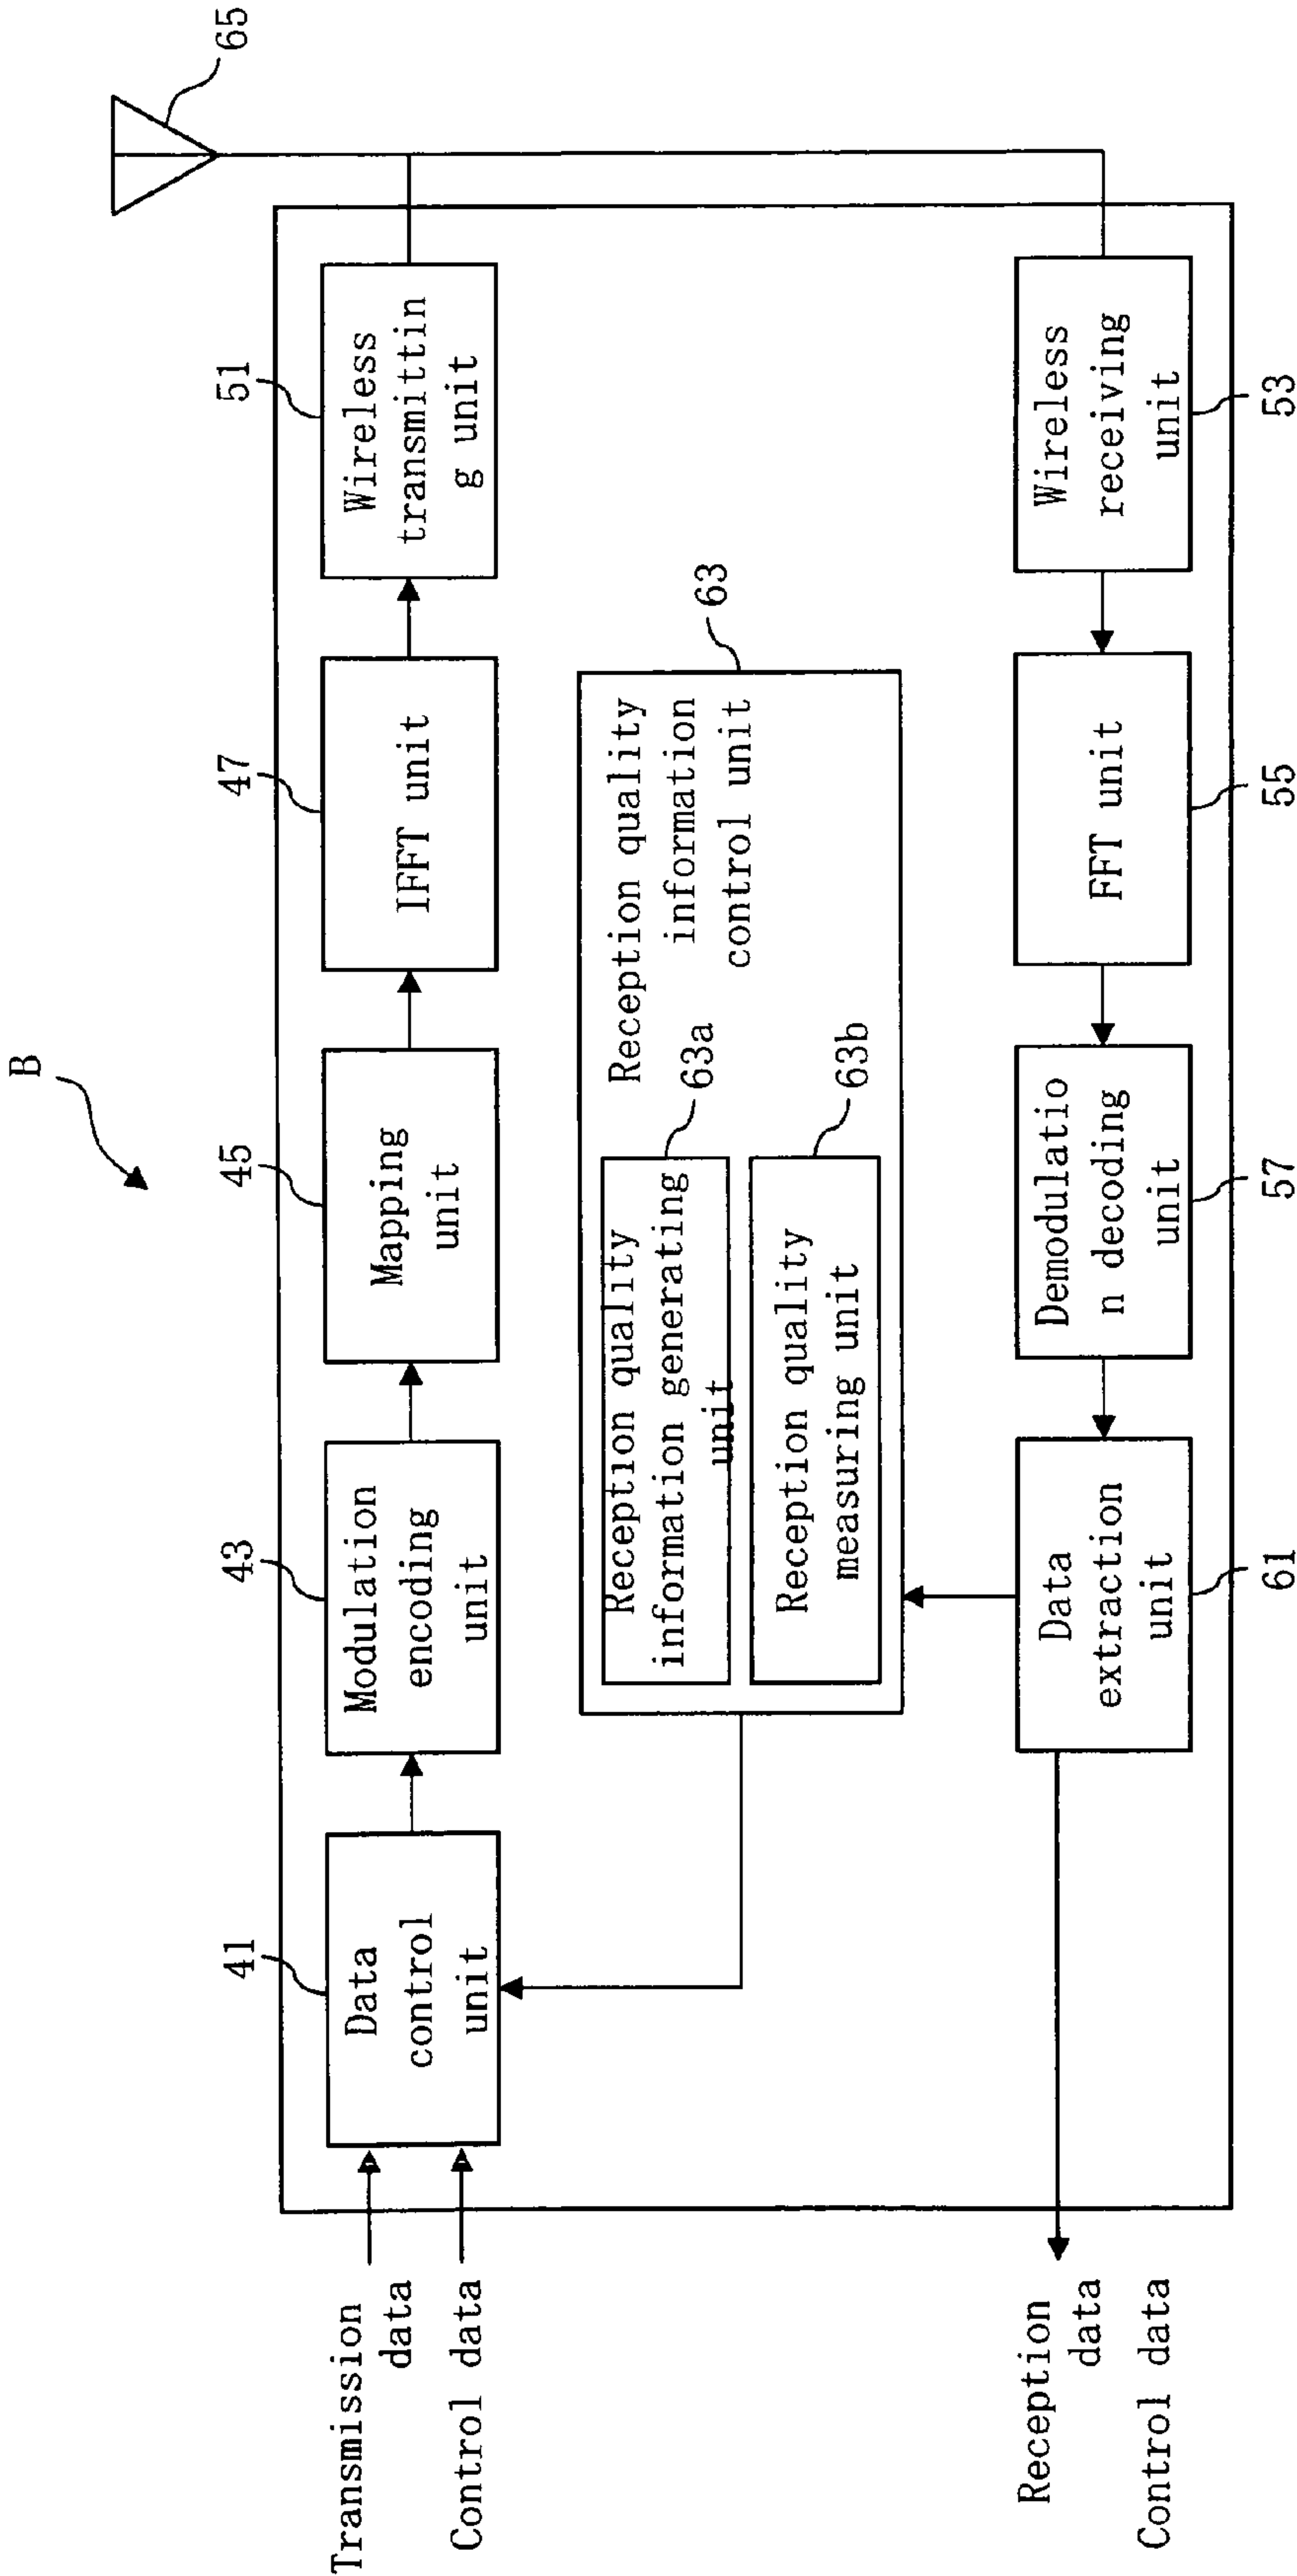 B
65
41
43
45
47
51
Transmission
data
Control data
Data
control
unit
Modulation
encoding
unit
Mapping
unit
IFFT unit
Wireless
transmittin
g unit
63
Reception quality
information
control unit
63a
Reception quality
information generating
unit
63b
Reception quality
measuring unit
Reception
data
Control data
Data
extraction
unit
Demodulatio
n decoding
unit
FFT unit
Wireless
receiving
unit
61
57
55
53